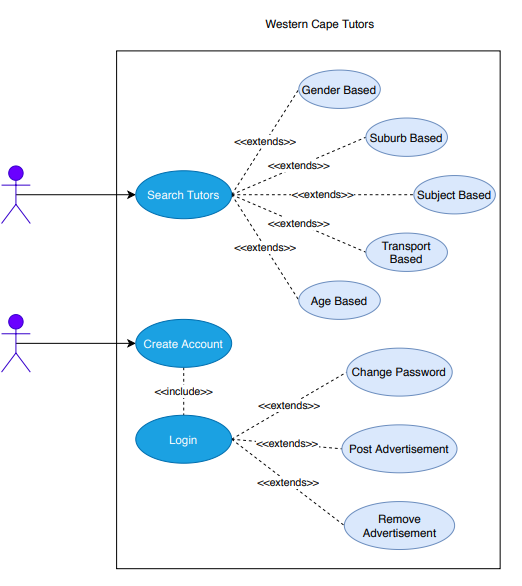 Western Cape Tutors
Gender Based
<<extends>>
Suburb Based
<<extends>>
Search Tutors
<<extends>>
Subject Based
<<extends>>
Transport
Based
<<extends>>
Age Based
Create Account
Change Password
<<include>>
<<extends>>
Login
<<extends>>
Post Advertisement
<<extends>>
Remove
Advertisement